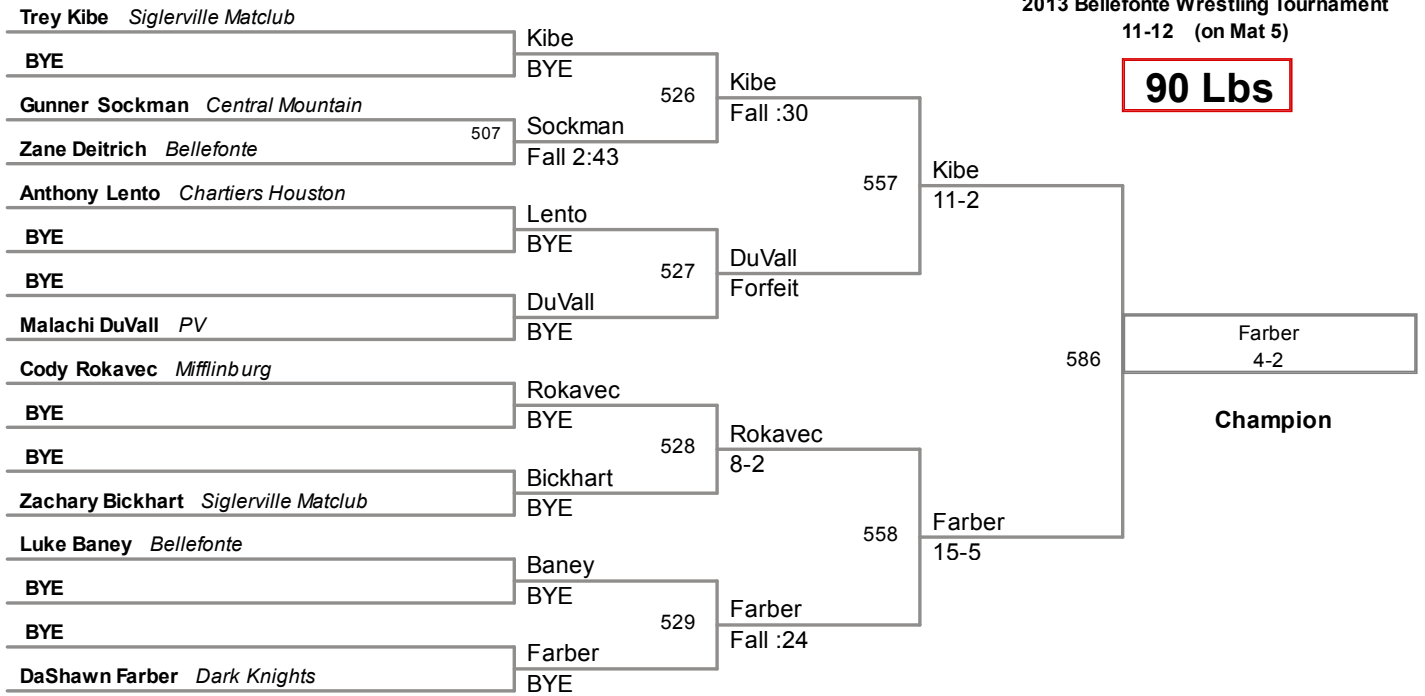 2013 Bellefonte Wrestling Tournament
11-12 (on Mat 5)
90 Lbs
Trey Kibe Siglerville Matclub
BYE
Gunner Sockman Central Mountain
507
Zane Deitrich Bellefonte
Anthony Lento Chartiers Houston
BYE
BYE
Malachi DuVall PV
Cody Rokavec Mifflinburg
BYE
BYE
Zachary Bickhart Siglerville Matclub
Luke Baney Bellefonte
BYE
BYE
DaShawn Farber Dark Knights
Kibe
BYE
526
Sockman
Fall 2:43
Lento
BYE
527
DuVall
BYE
Rokavec
BYE
528
Bickhart
BYE
Baney
BYE
529
Farber
BYE
Kibe
Fall :30
557
DuVall
Forfeit
Rokavec
8-2
558
Farber
Fall :24
Kibe
11-2
586
Farber
15-5
Farber
4-2
Champion